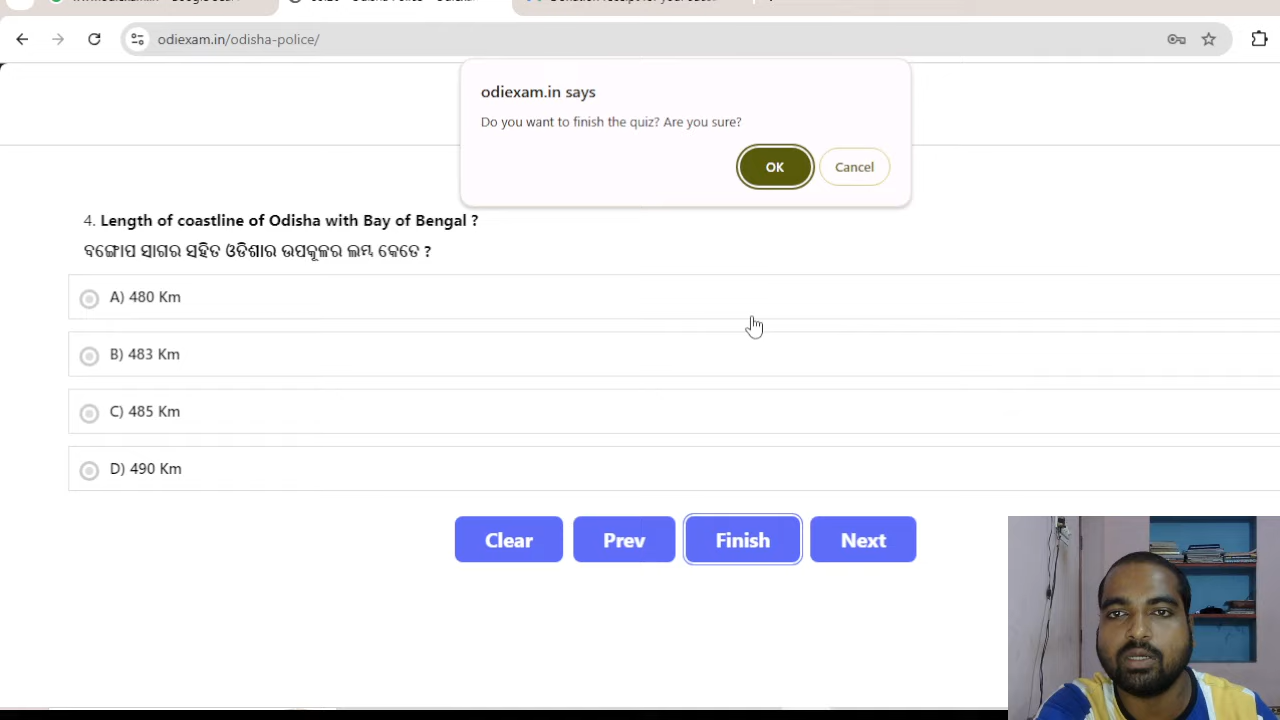 odiexam.in/odisha-police/
odiexam.in says
Do you want to finish the quiz? Are you sure?
OK
Cancel
4. Length of coastline of Odisha with Bay of Bengal ?
ବଙ୍ଗୋପ ସାଗର ସହିତ ଓଡିଶାର ଉପକୂଳର ଲମ୍ବ କେତେ ?
A) 480 Km
B) 483 Km
C) 485 Km
D) 490 Km
Clear
Prev
Finish
Next